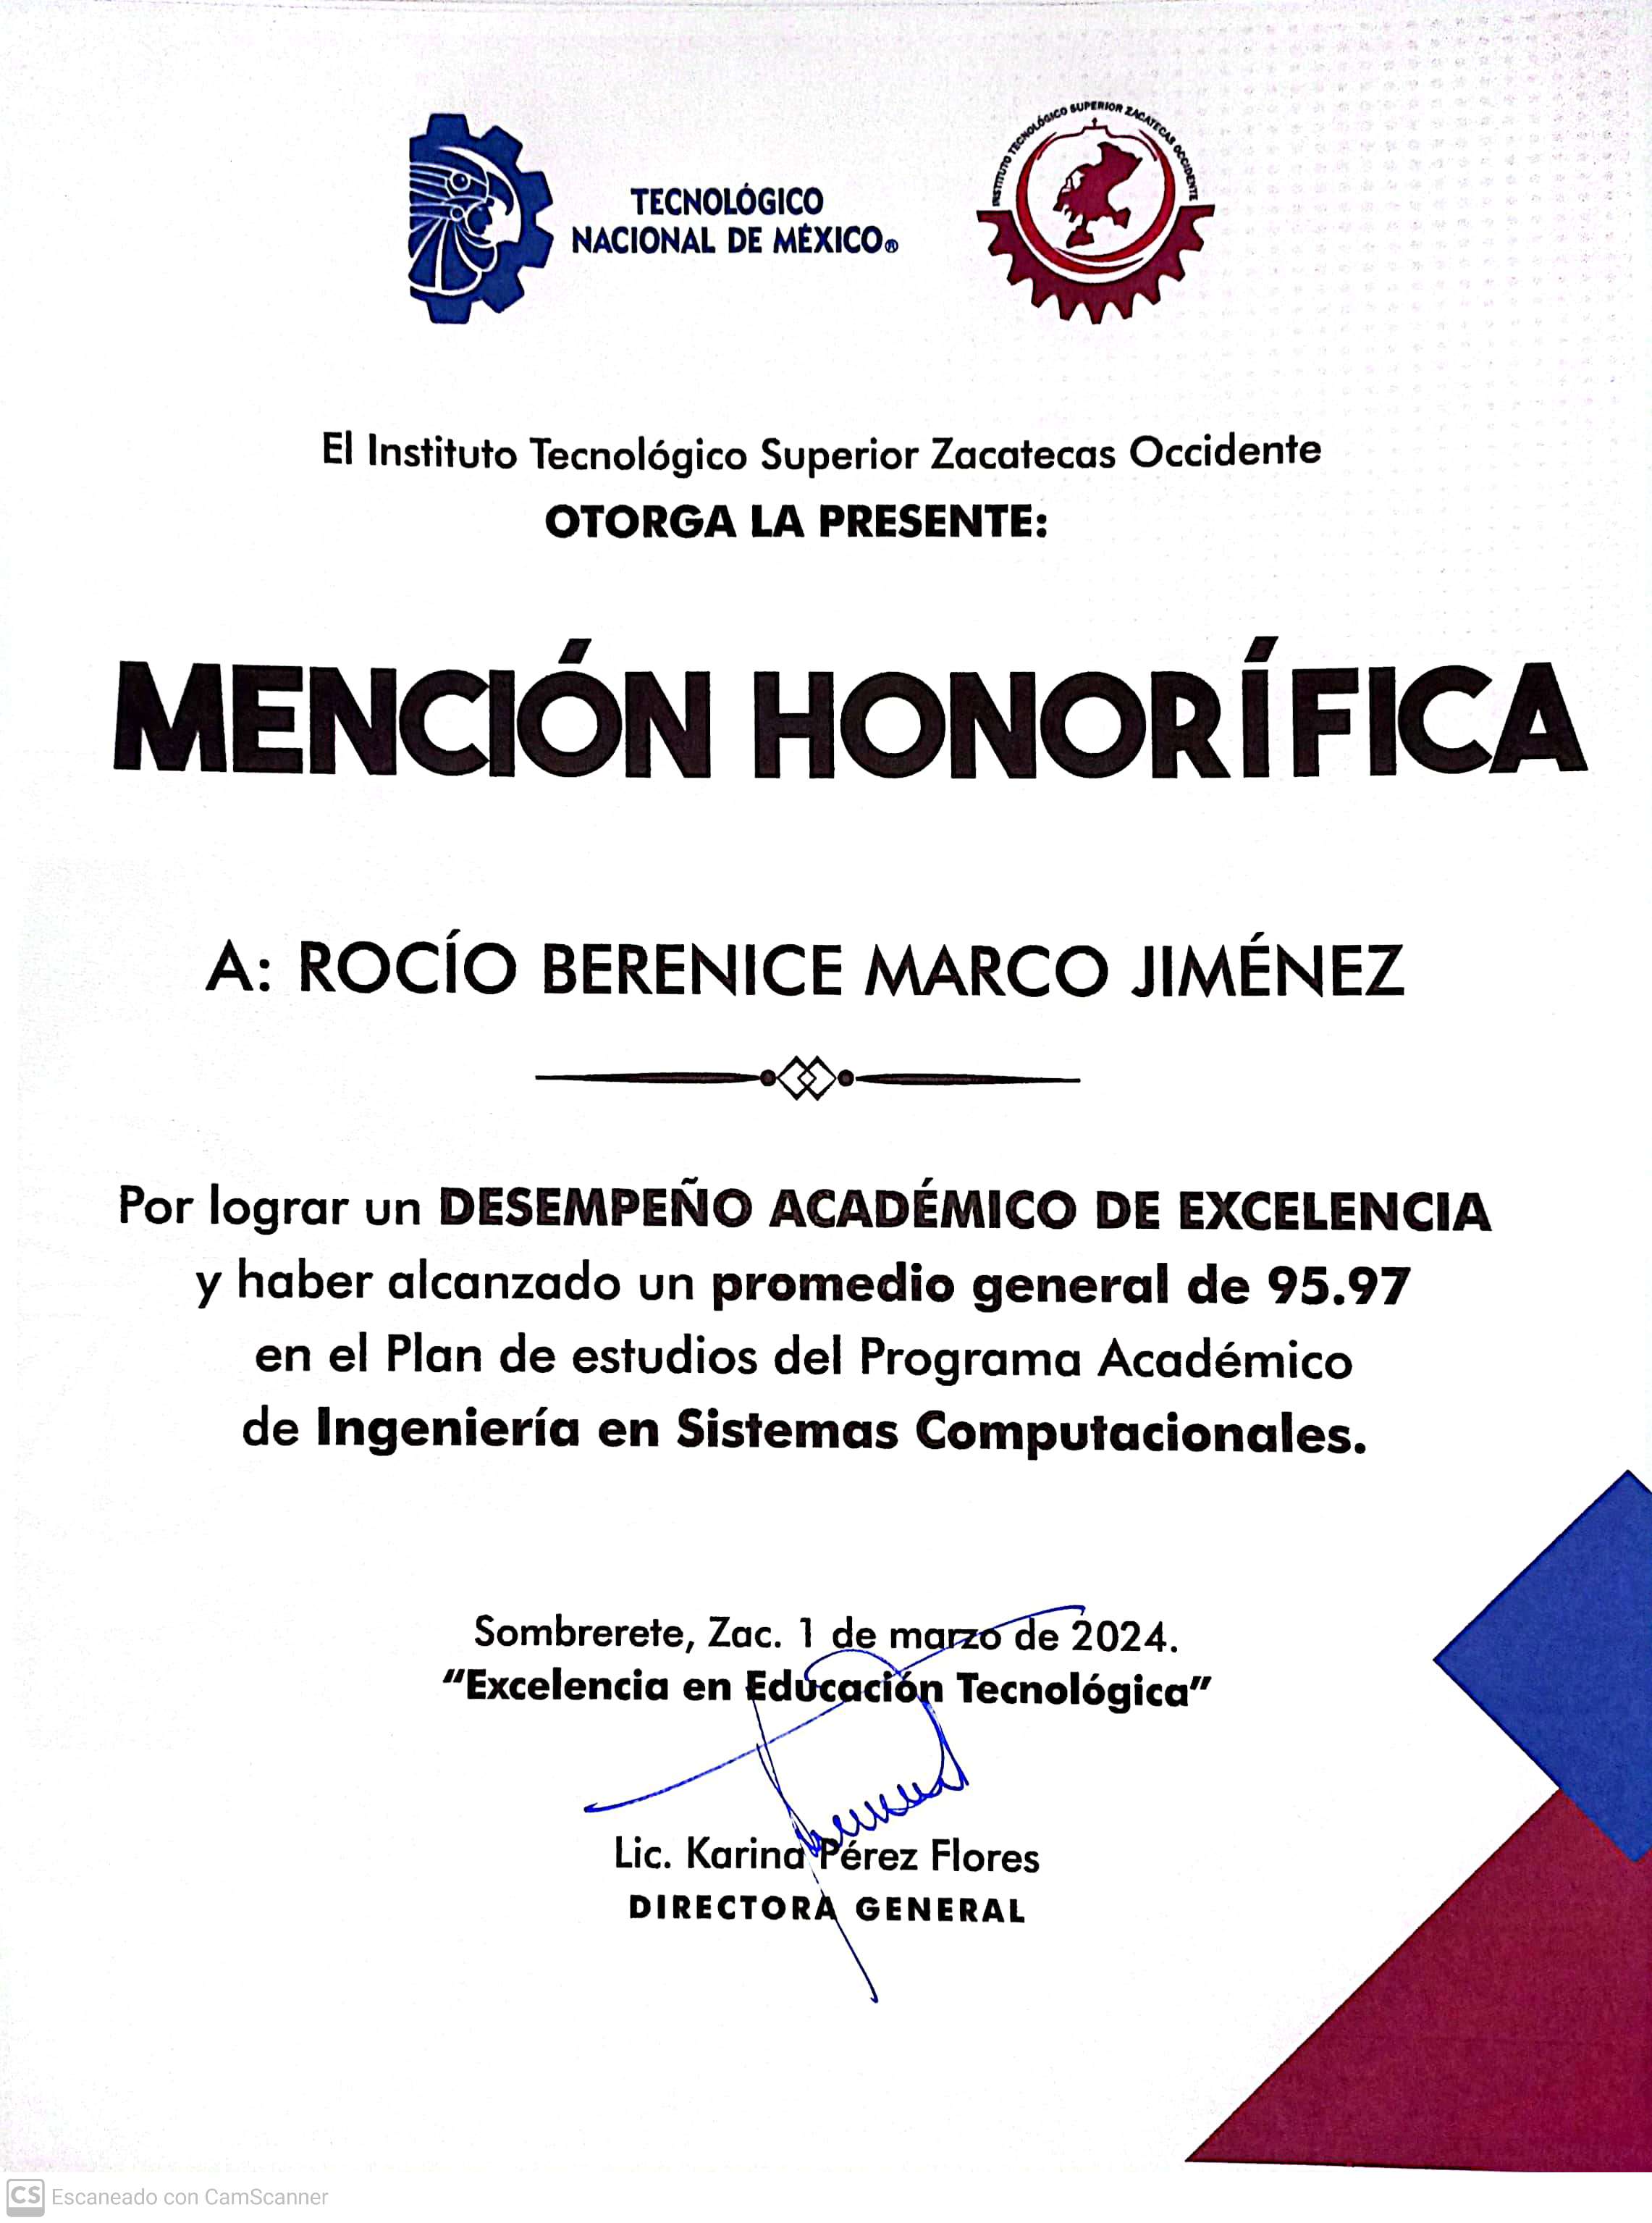 TECNOLÓGICO
NACIONAL DE MÉXICO®
INSTITUTO TECNOLÓGICO SUPERIOR ZACATECAS OCCIDENTE
El Instituto Tecnológico Superior Zacatecas Occidente
OTORGA LA PRESENTE:
MENCIÓN HONORÍFICA
A: ROCÍO BERENICE MARCO JIMÉNEZ
Por lograr un DESEMPEÑO ACADÉMICO DE EXCELENCIA
y haber alcanzado un promedio general de 95.97
en el Plan de estudios del Programa Académico
de Ingeniería en Sistemas Computacionales.
Sombrerete, Zac. 1 de marzo de 2024.
“Excelencia en Educación Tecnológica”
Lic. Karina Pérez Flores
DIRECTORA GENERAL
CS Escaneado con CamScanner